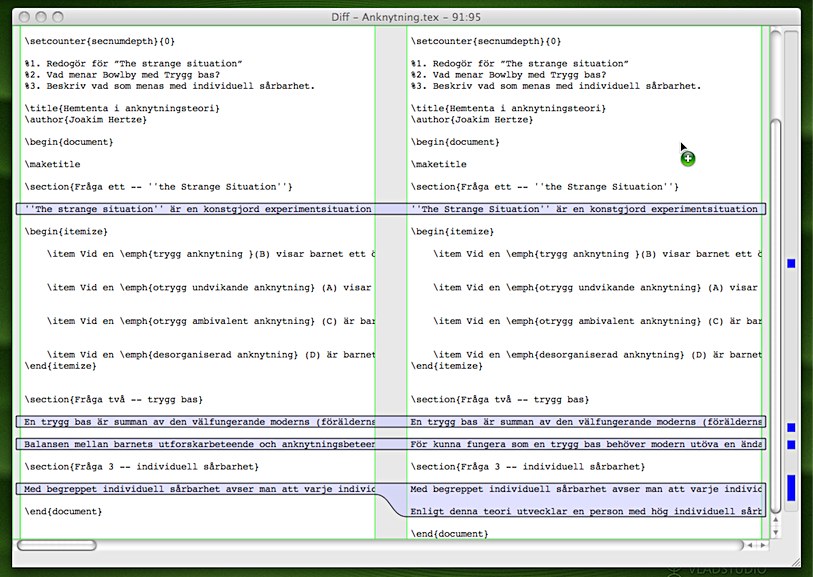 Diff – Anknytning.tex – 91:95
\setcounter{secnumdepth}{0}
%1. Redogör för ”The strange situation”
%2. Vad menar Bowlby med Trygg bas?
%3. Beskriv vad som menas med individuell sårbarhet.
\title{Hemtenta i anknytningsteori}
\author{Joakim Hertze}
\begin{document}
\maketitle
\section{Fråga ett -- ''the Strange Situation''}
''The strange situation'' är en konstgjord experimentsituation
\begin{itemize}
\item Vid en \emph{trygg anknytning }(B) visar barnet ett
\item Vid en \emph{otrygg undvikande anknytning} (A) visar
\item Vid en \emph{otrygg ambivalent anknytning} (C) är bar
\item Vid en \emph{desorganiserad anknytning} (D) är barnet
\end{itemize}
\section{Fråga två -- trygg bas}
En trygg bas är summan av den välfungerande moderns (förälderns
Balansen mellan barnets utforskarbeteende och anknytningsbeteen
\section{Fråga 3 -- individuell sårbarhet}
Med begreppet individuell sårbarhet avser man att varje indivic
\end{document}
\setcounter{secnumdepth}{0}
%1. Redogör för ”The strange situation”
%2. Vad menar Bowlby med Trygg bas?
%3. Beskriv vad som menas med individuell sårbarhet.
\title{Hemtenta i anknytningsteori}
\author{Joakim Hertze}
\begin{document}
\maketitle
\section{Fråga ett -- ''the Strange Situation''}
''The Strange Situation'' är en konstgjord experimentsituation
\begin{itemize}
\item Vid en \emph{trygg anknytning }(B) visar barnet ett
\item Vid en \emph{otrygg undvikande anknytning} (A) visar
\item Vid en \emph{otrygg ambivalent anknytning} (C) är bar
\item Vid en \emph{desorganiserad anknytning} (D) är barnet
\end{itemize}
\section{Fråga två -- trygg bas}
En trygg bas är summan av den välfungerande moderns (förälderns
För kunna fungera som en trygg bas behöver modern utöva en ända
\section{Fråga 3 -- individuell sårbarhet}
Med begreppet individuell sårbarhet avser man att varje indivic
Enligt denna teori utvecklar en person med hög individuell sårb
\end{document}
VLADSTUDIO